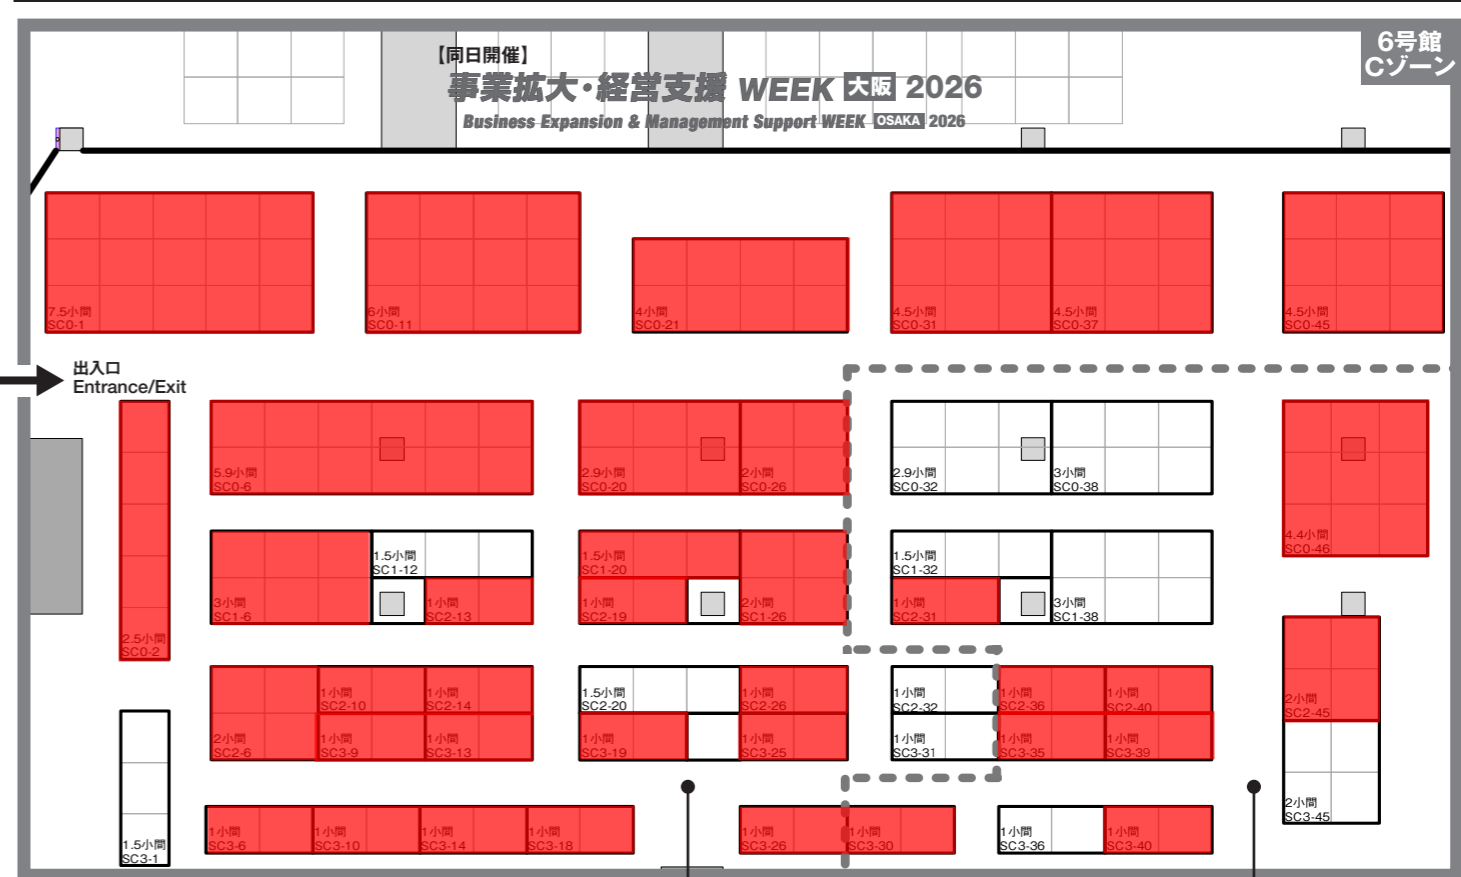 【同日開催】
事業拡大・経営支援 WEEK 大阪 2026
Business Expansion & Management Support WEEK OSAKA 2026
6号館
Cゾーン
7.5小間
SC0-1
6小間
SC0-11
4小間
SC0-21
4.5小間
SC0-31
4.5小間
SC0-37
4.5小間
SC0-45
出入口
Entrance/Exit
5.9小間
SC0-6
2.9小間
SC0-20
2小間
SC0-26
2.9小間
SC0-32
3小間
SC0-38
4.4小間
SC0-46
2.5小間
SC0-2
3小間
SC1-6
1.5小間
SC1-12
1小間
SC2-13
1.5小間
SC1-20
1小間
SC2-19
2小間
SC1-26
1.5小間
SC1-32
1小間
SC2-31
3小間
SC1-38
2小間
SC2-6
1小間
SC2-10
1小間
SC2-14
1小間
SC3-9
1小間
SC3-13
1.5小間
SC2-20
1小間
SC2-26
1小間
SC3-19
1小間
SC3-25
1小間
SC2-32
1小間
SC2-36
1小間
SC2-40
1小間
SC3-31
1小間
SC3-35
1小間
SC3-39
2小間
SC2-45
2小間
SC3-45
1.5小間
SC3-1
1小間
SC3-6
1小間
SC3-10
1小間
SC3-14
1小間
SC3-18
1小間
SC3-26
1小間
SC3-30
1小間
SC3-36
1小間
SC3-40